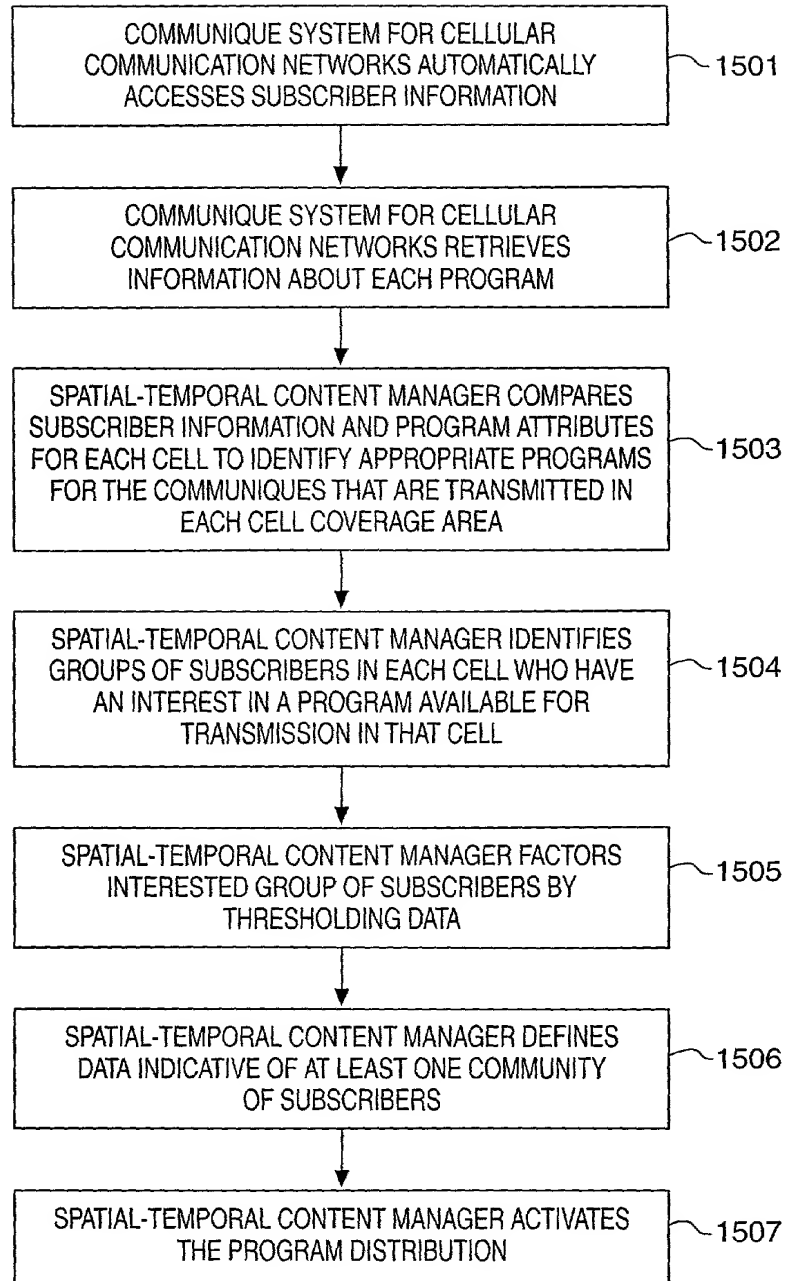 COMMUNIQUE SYSTEM FOR CELLULAR
COMMUNICATION NETWORKS AUTOMATICALLY
ACCESSES SUBSCRIBER INFORMATION
1501
COMMUNIQUE SYSTEM FOR CELLULAR
COMMUNICATION NETWORKS RETRIEVES
INFORMATION ABOUT EACH PROGRAM
1502
SPATIAL-TEMPORAL CONTENT MANAGER COMPARES
SUBSCRIBER INFORMATION AND PROGRAM ATTRIBUTES
FOR EACH CELL TO IDENTIFY APPROPRIATE PROGRAMS
FOR THE COMMUNIQUES THAT ARE TRANSMITTED IN
EACH CELL COVERAGE AREA
1503
SPATIAL-TEMPORAL CONTENT MANAGER IDENTIFIES
GROUPS OF SUBSCRIBERS IN EACH CELL WHO HAVE
AN INTEREST IN A PROGRAM AVAILABLE FOR
TRANSMISSION IN THAT CELL
1504
SPATIAL-TEMPORAL CONTENT MANAGER FACTORS
INTERESTED GROUP OF SUBSCRIBERS BY
THRESHOLDING DATA
1505
SPATIAL-TEMPORAL CONTENT MANAGER DEFINES
DATA INDICATIVE OF AT LEAST ONE COMMUNITY
OF SUBSCRIBERS
1506
SPATIAL-TEMPORAL CONTENT MANAGER ACTIVATES
THE PROGRAM DISTRIBUTION
1507